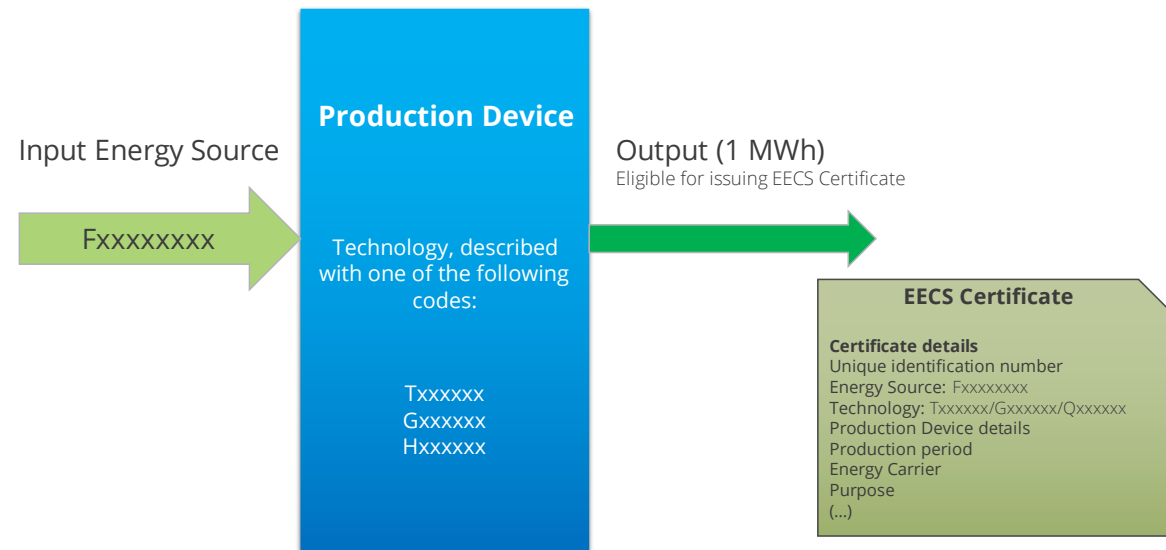 Input Energy Source
Fxxxxxxxx
Production Device
Technology, described
with one of the following
codes:
Txxxxxx
Gxxxxxx
Hxxxxxx
Output (1 MWh)
Eligible for issuing EECS Certificate
EECS Certificate
Certificate details
Unique identification number
Energy Source: Fxxxxxxxx
Technology: Txxxxxx/Gxxxxxx/Qxxxxxx
Production Device details
Production period
Energy Carrier
Purpose
(...)